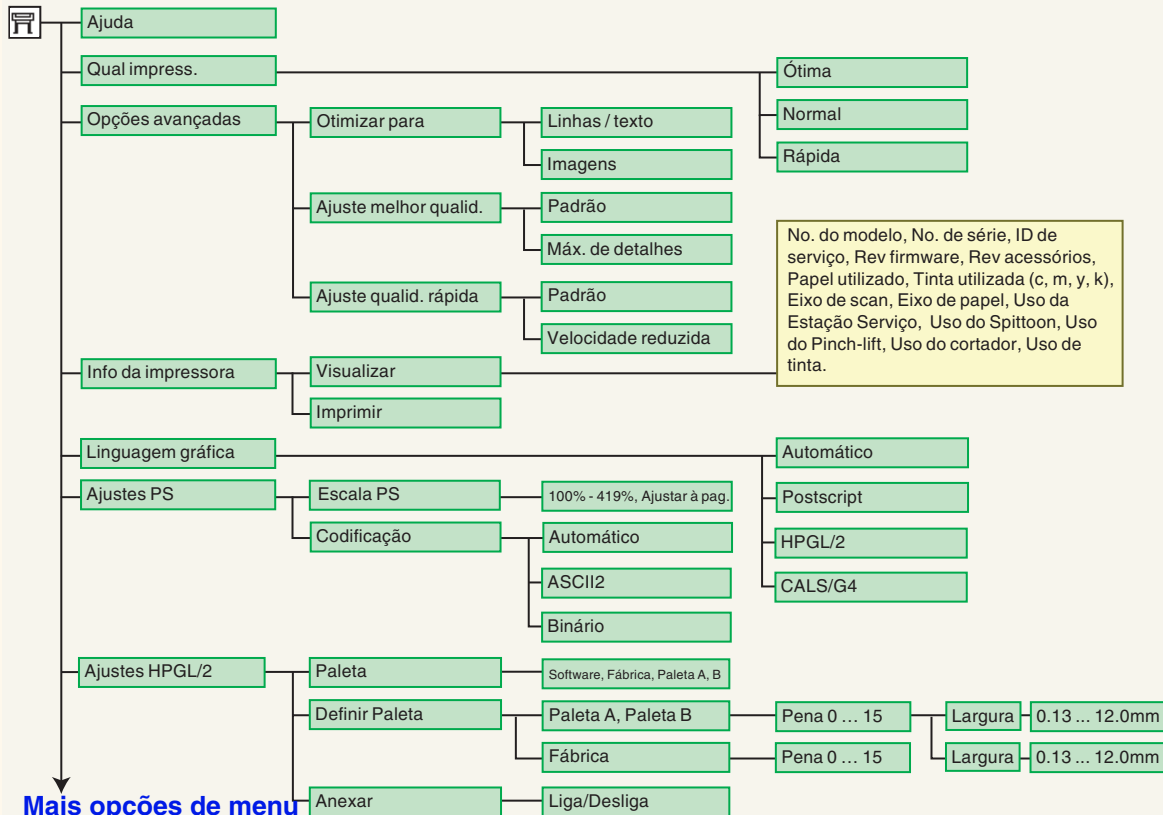 Ajuda
Qual impress.
Ótima
Normal
Rápida
Opções avançadas
Otimizar para
Linhas / texto
Imagens
Ajuste melhor qualid.
Padrão
Máx. de detalhes
Ajuste qualid. rápida
Padrão
Velocidade reduzida
Info da impressora
Visualizar
No. do modelo, No. de série, ID de
serviço, Rev firmware, Rev acessórios,
Papel utilizado, Tinta utilizada (c, m, y, k),
Eixo de scan, Eixo de papel, Uso da
Estação Serviço, Uso do Spittoon, Uso
do Pinch-lift, Uso do cortador, Uso de
tinta.
Imprimir
Linguagem gráfica
Automático
Postscript
HPGL/2
CALS/G4
Ajustes PS
Escala PS
100% - 419%, Ajustar à pag.
Codificação
Automático
ASCII2
Binário
Ajustes HPGL/2
Paleta
Software, Fábrica, Paleta A, B
Definir Paleta
Paleta A, Paleta B
Pena 0 ... 15
Largura
0.13 ... 12.0mm
Fábrica
Pena 0 ... 15
Largura
0.13 ... 12.0mm
Anexar
Liga/Desliga
Mais opções de menu